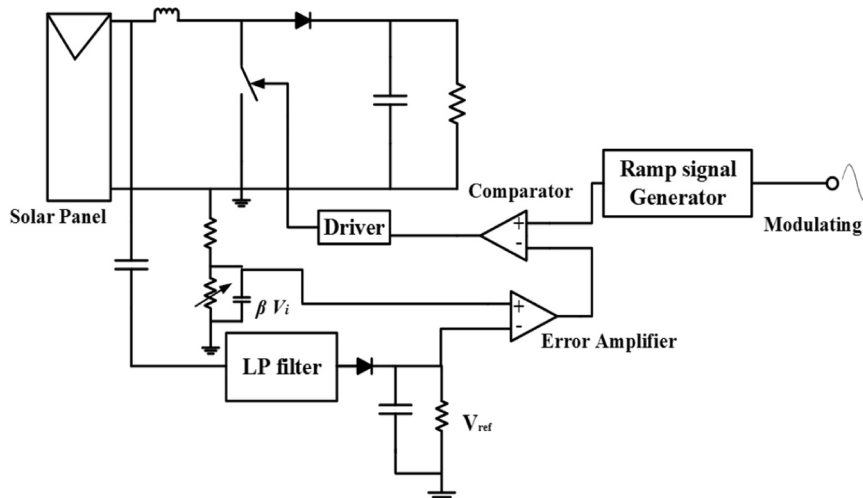 Solar Panel
Ramp signal
Generator
Comparator
Modulating
Driver
+
-
β Vi
+
-
Error Amplifier
LP filter
Vref